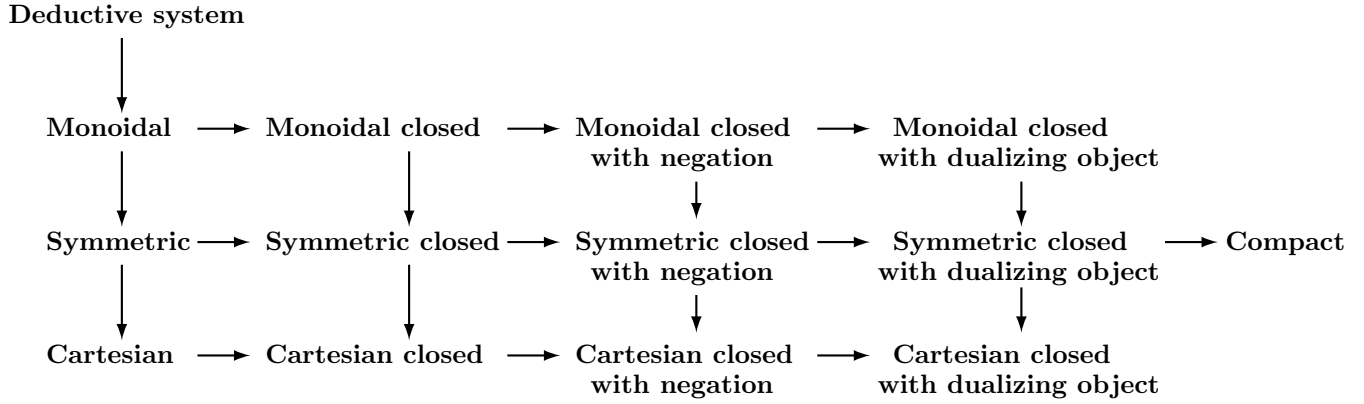 Deductive system
Monoidal
Monoidal closed
Monoidal closed
with negation
Monoidal closed
with dualizing object
Symmetric
Symmetric closed
Symmetric closed
with negation
Symmetric closed
with dualizing object
Compact
Cartesian
Cartesian closed
Cartesian closed
with negation
Cartesian closed
with dualizing object